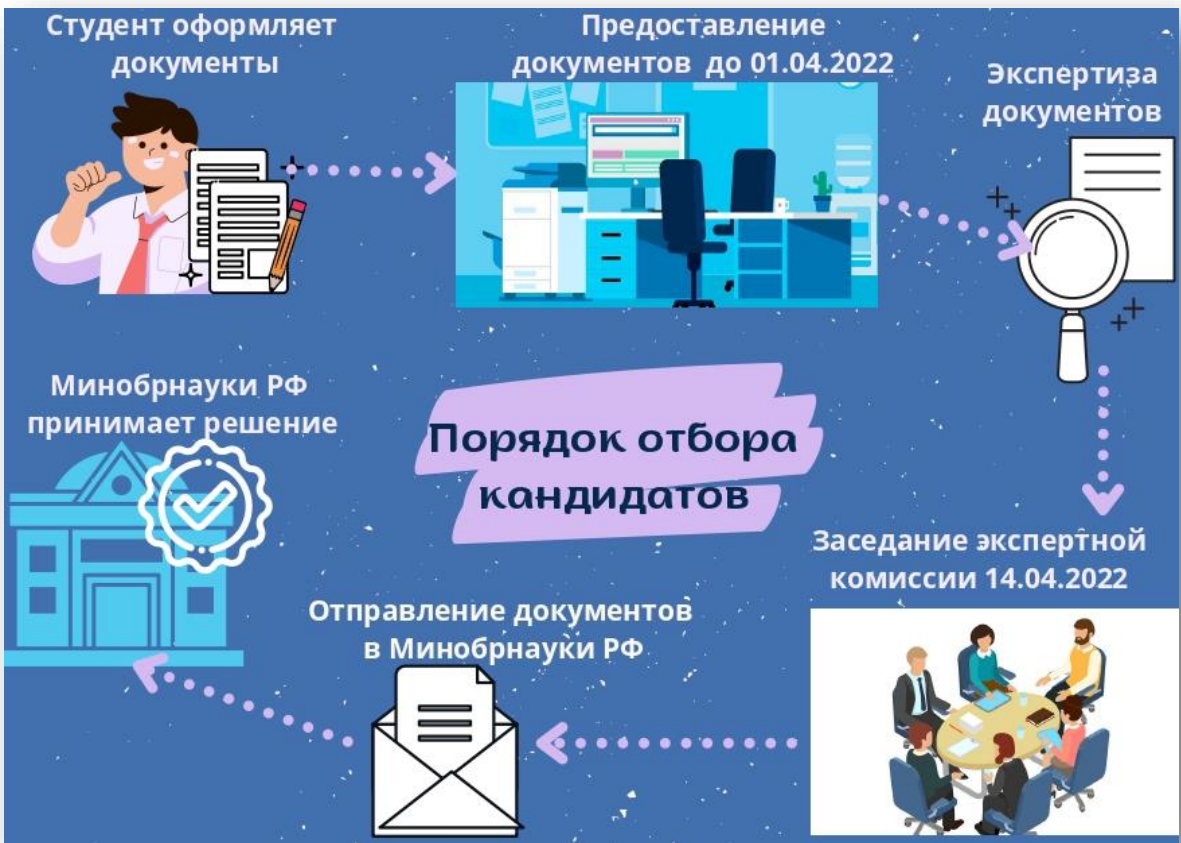 Студент оформляет
документы
Предоставление
документов до 01.04.2022
Экспертиза
документов
Минобрнауки РФ
принимает решение
Порядок отбора
кандидатов
Заседание экспертной
комиссии 14.04.2022
Отправление документов
в Минобрнауки РФ